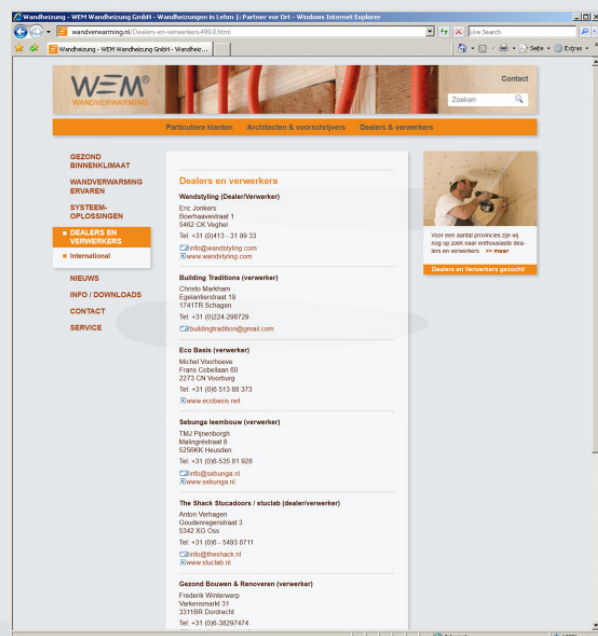 Wandheizung - WEM Wandheizung GmbH - Wandheizungen in Lehm |: Partner vor Ort - Windows Internet Explorer
wandverwarming.nl/Dealers-en-verwerkers.499.0.html
Live Search
Wandheizung - WEM Wandheizung GmbH - Wandheiz...
Seite
Extras
WEM®
WANDVERWARMING
Contact
Zoeken
Particuliere klanten
Architecten & voorschrijvers
Dealers & verwerkers
GEZOND
BINNENKLIMAAT
WANDVERWARMING
ERVAREN
SYSTEEM-
OPLOSSINGEN
DEALERS EN
VERWERKERS
International
NIEUWS
INFO / DOWNLOADS
CONTACT
SERVICE
Dealers en verwerkers
Wandstyling (Dealer/Verwerker)
Eric Jonkers
Boerhaavestraat 1
5462 CK Veghel
Tel: +31 (0)413 - 31 99 33
info@wandstyling.com
www.wandstyling.com
Building Traditions (verwerker)
Christo Markham
Egelantierstraat 19
1741TR Schagen
Tel: +31 (0)224-298729
buildingtradition@gmail.com
Eco Basis (verwerker)
Michel Voorhoeve
Frans Cobellaan 60
2273 CN Voorburg
Tel: +31 (0)6 513 88 373
www.ecobasis.net
Sebunga leembouw (verwerker)
TMJ Pijnenborgh
Malingréstraat 8
5256KK Heusden
Tel: +31 (0)6-535 81 928
info@sebunga.nl
www.sebunga.nl
The Shack Stucadoors / stuclab (dealer/verwerker)
Anton Verhagen
Goudenregenstraat 3
5342 XG Oss
Tel: +31 (0)6 - 5493 8711
info@theshack.nl
www.stuclab.nl
Gezond Bouwen & Renoveren (verwerker)
Frederik Winterwerp
Varkensmarkt 31
3311BR Dordrecht
Tel: +31 (0)6-38297474
Voor een aantal provincies zijn wij
nog op zoek naar enthousiaste dea-
lers en verwerkers. >> meer
Dealers en Verwerkers gezocht!